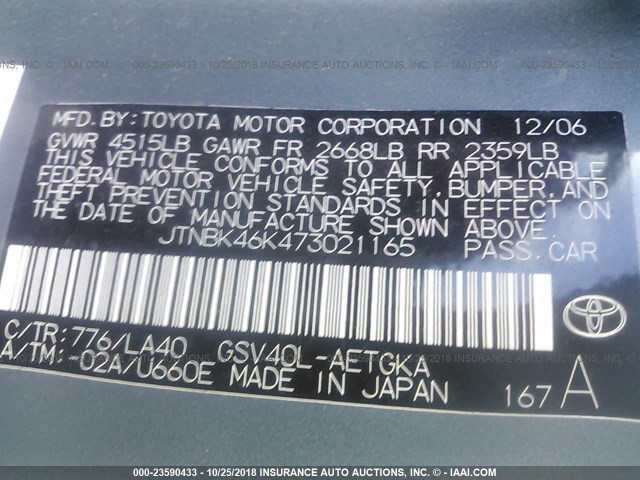 000-23590433 - 10/25/2018 INSURANCE AUTO AUCTIONS, INC. - © IAAI.COM
MFD.BY:TOYOTA MOTOR CORPORATION 12/06
GVWR 4515LB GAWR FR 2668LB RR 2359LB
THIS VEHICLE CONFORMS TO ALL APPLICABLE
FEDERAL MOTOR VEHICLE SAFETY,BUMPER,AND
THEFT PREVENTION STANDARDS IN EFFECT ON
THE DATE OF MANUFACTURE SHOWN ABOVE.
JTNBK46K473021165 PASS.CAR
C/TR:776/LA40 GSV40L-AETGKA
A/TM:-02A/U660E MADE IN JAPAN
167 A
000-23590433 - 10/25/2018 INSURANCE AUTO AUCTIONS, INC. - © IAAI.COM